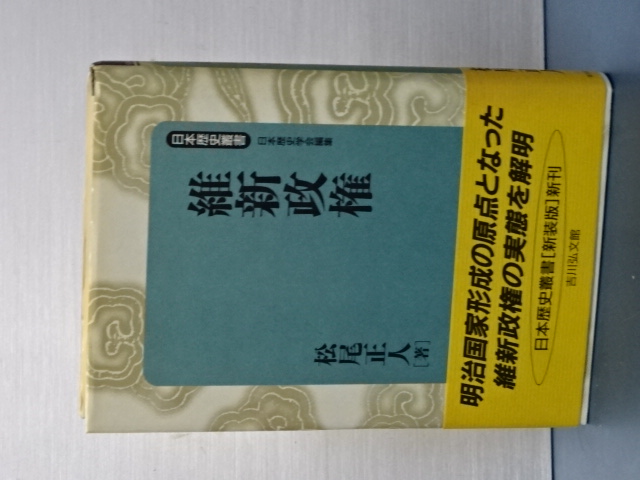 日本歴史叢書
日本歴史学会編集
維新政権
松尾正人[著]
明治国家形成の原点となった
維新政権の実態を解明
日本歴史叢書[新装版]新刊
吉川弘文館